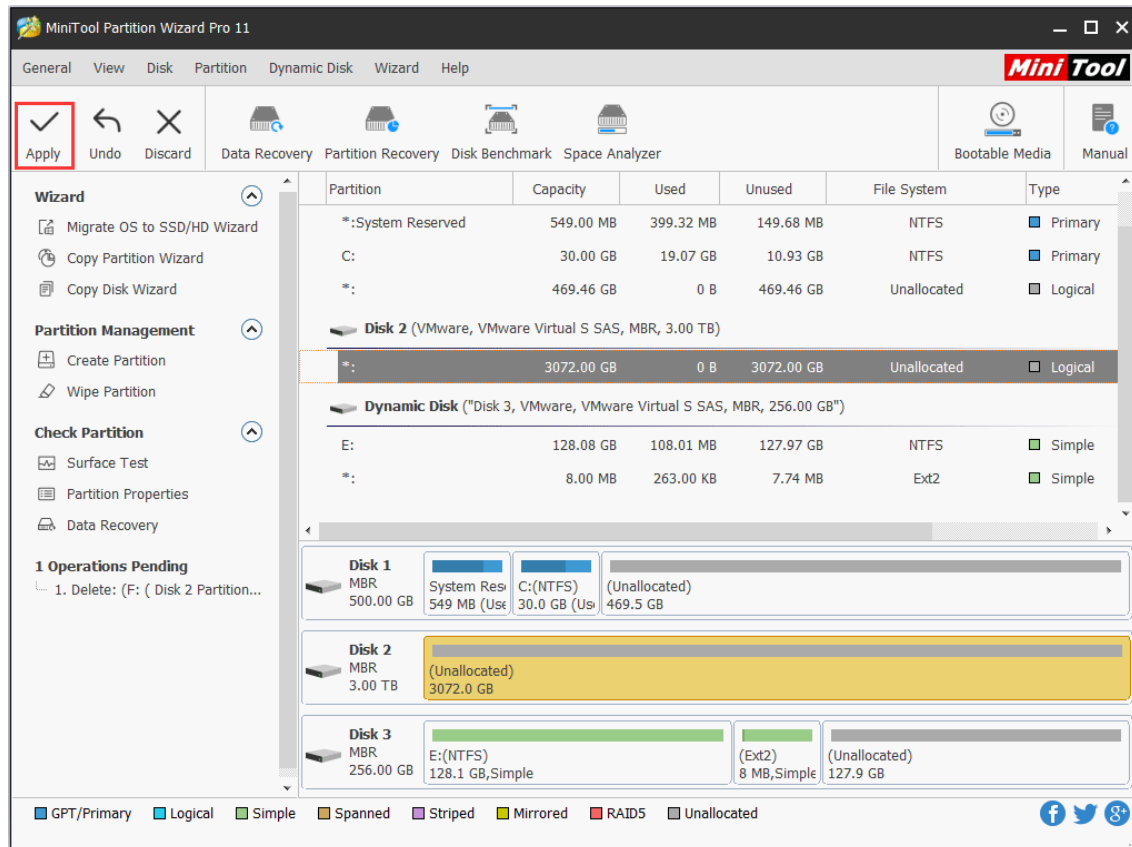 MiniTool Partition Wizard Pro 11
General View Disk Partition Dynamic Disk Wizard Help
Mini Tool
Apply Undo Discard Data Recovery Partition Recovery Disk Benchmark Space Analyzer Bootable Media Manual
Wizard
Migrate OS to SSD/HD Wizard
Copy Partition Wizard
Copy Disk Wizard
Partition Management
Create Partition
Wipe Partition
Check Partition
Surface Test
Partition Properties
Data Recovery
1 Operations Pending
1. Delete: (F: ( Disk 2 Partition...
Partition Capacity Used Unused File System Type
*:System Reserved 549.00 MB 399.32 MB 149.68 MB NTFS Primary
C: 30.00 GB 19.07 GB 10.93 GB NTFS Primary
*: 469.46 GB 0 B 469.46 GB Unallocated Logical
Disk 2 (VMware, VMware Virtual S SAS, MBR, 3.00 TB)
*: 3072.00 GB 0 B 3072.00 GB Unallocated Logical
Dynamic Disk ("Disk 3, VMware, VMware Virtual S SAS, MBR, 256.00 GB")
E: 128.08 GB 108.01 MB 127.97 GB NTFS Simple
*: 8.00 MB 263.00 KB 7.74 MB Ext2 Simple
Disk 1
MBR
500.00 GB
System Res
549 MB (Use
C:(NTFS)
30.0 GB (Us
(Unallocated)
469.5 GB
Disk 2
MBR
3.00 TB
(Unallocated)
3072.0 GB
Disk 3
MBR
256.00 GB
E:(NTFS)
128.1 GB,Simple
(Ext2)
8 MB,Simple
(Unallocated)
127.9 GB
GPT/Primary Logical Simple Spanned Striped Mirrored RAID5 Unallocated
f g+